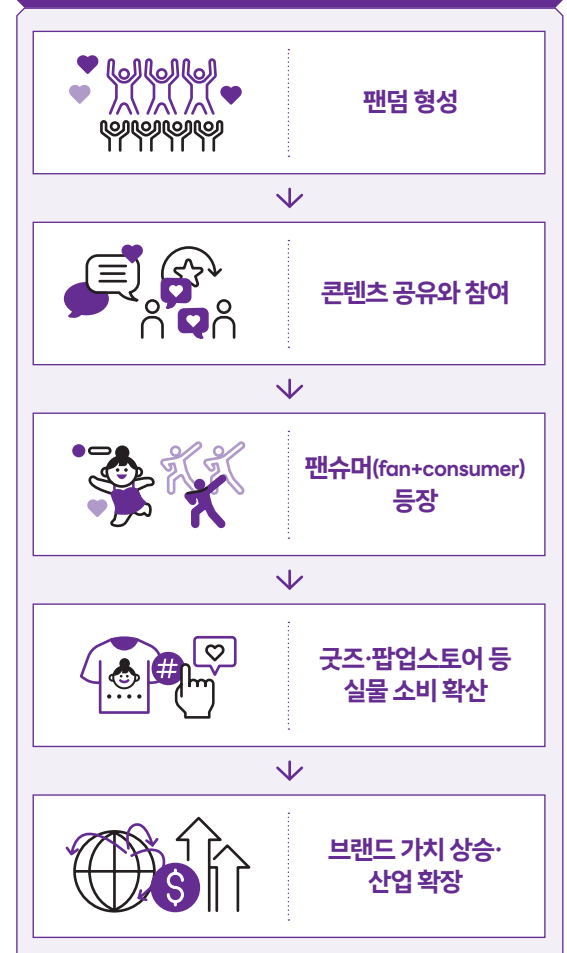 팬덤 형성
콘텐츠 공유와 참여
팬슈머(fan+consumer)
등장
#
굿즈·팝업스토어 등
실물 소비 확산
$
브랜드 가치 상승·
산업 확장